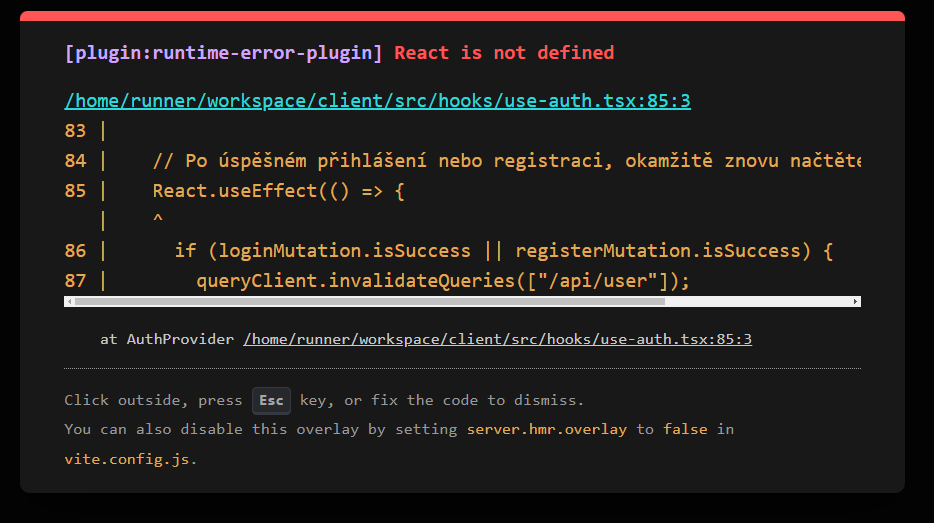 [plugin:runtime-error-plugin] React is not defined
/home/runner/workspace/client/src/hooks/use-auth.tsx:85:3
83 |
84 |    // Po úspěšném přihlášení nebo registraci, okamžitě znovu načtěte
85 |    React.useEffect(() => {
   |    ^
86 |      if (loginMutation.isSuccess || registerMutation.isSuccess) {
87 |        queryClient.invalidateQueries(["/api/user"]);
at AuthProvider /home/runner/workspace/client/src/hooks/use-auth.tsx:85:3
Click outside, press Esc key, or fix the code to dismiss.
You can also disable this overlay by setting server.hmr.overlay to false in
vite.config.js.